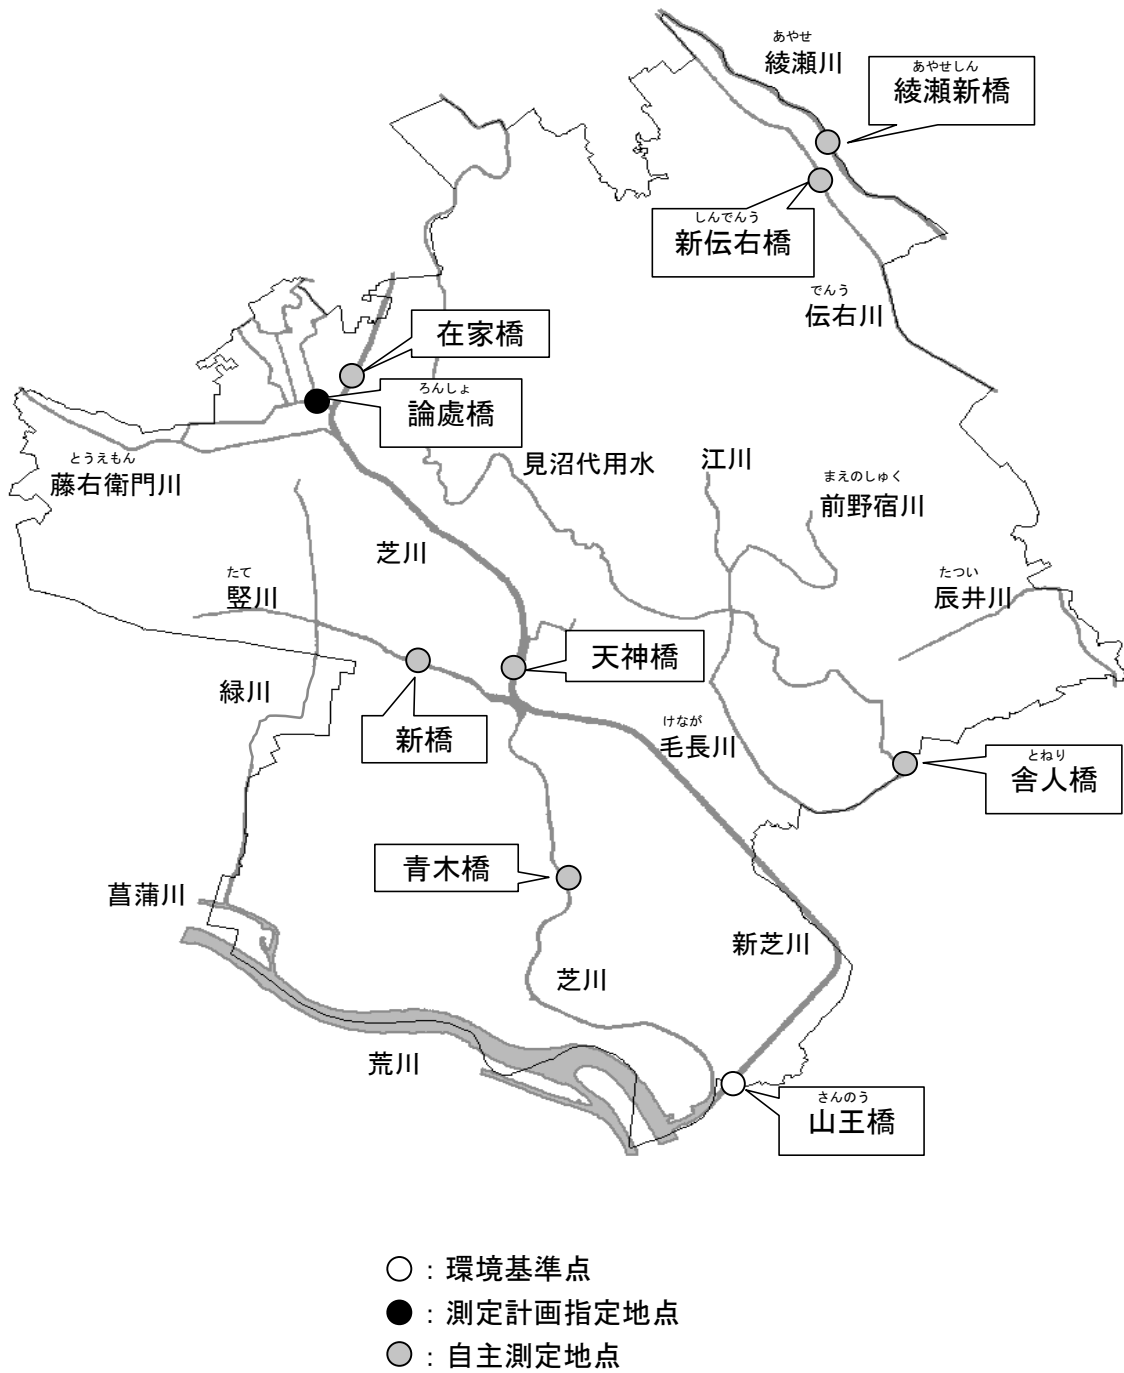 あやせ
綾瀬川
あやせしん
綾瀬新橋
しんでんう
新伝右橋
でんう
伝右川
在家橋
ろんしょ
論處橋
とうえもん
藤右衛門川
見沼代用水
江川
まえのしゅく
前野宿川
芝川
たて
竪川
たつい
辰井川
天神橋
緑川
新橋
けなが
毛長川
とねり
舎人橋
青木橋
菖蒲川
新芝川
芝川
荒川
さんのう
山王橋
○：環境基準点
●：測定計画指定地点
：自主測定地点